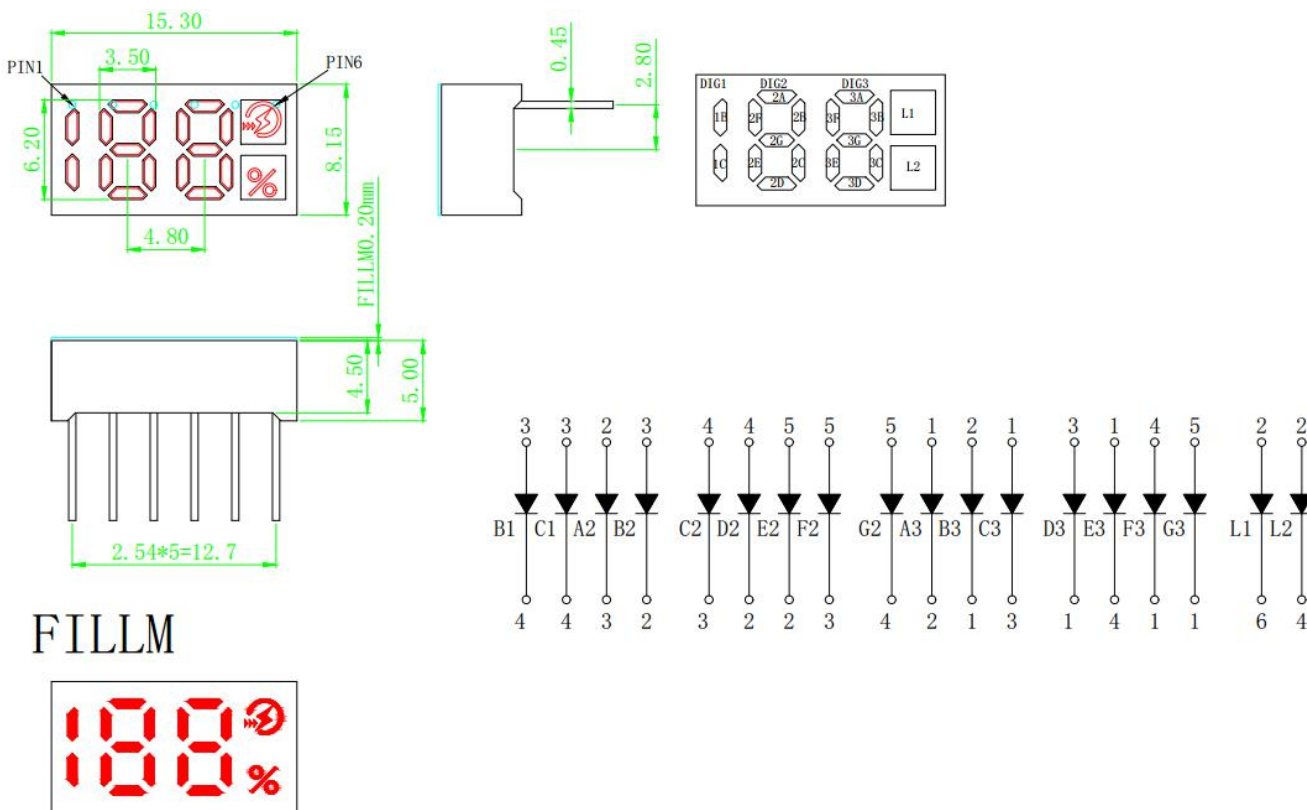 15.30
PIN1
3.50
PIN6
6.20
8.15
4.80
%
0.45
2.80
DIG1 DIG2 DIG3
2A 3A
1B 2F 2B 3F 3B L1
2G 3G
1C 2E 2C 3E 3C L2
2D 3D
FILLM0.20mm
4.50
5.00
2.54*5=12.7
3 3 2 3 4 4 5 5 5 1 2 1 3 1 4 5 2 2
B1 C1 A2 B2 C2 D2 E2 F2 G2 A3 B3 C3 D3 E3 F3 G3 L1 L2
4 4 3 2 3 2 2 3 4 2 1 3 1 4 1 1 6 4
FILLM
188
%